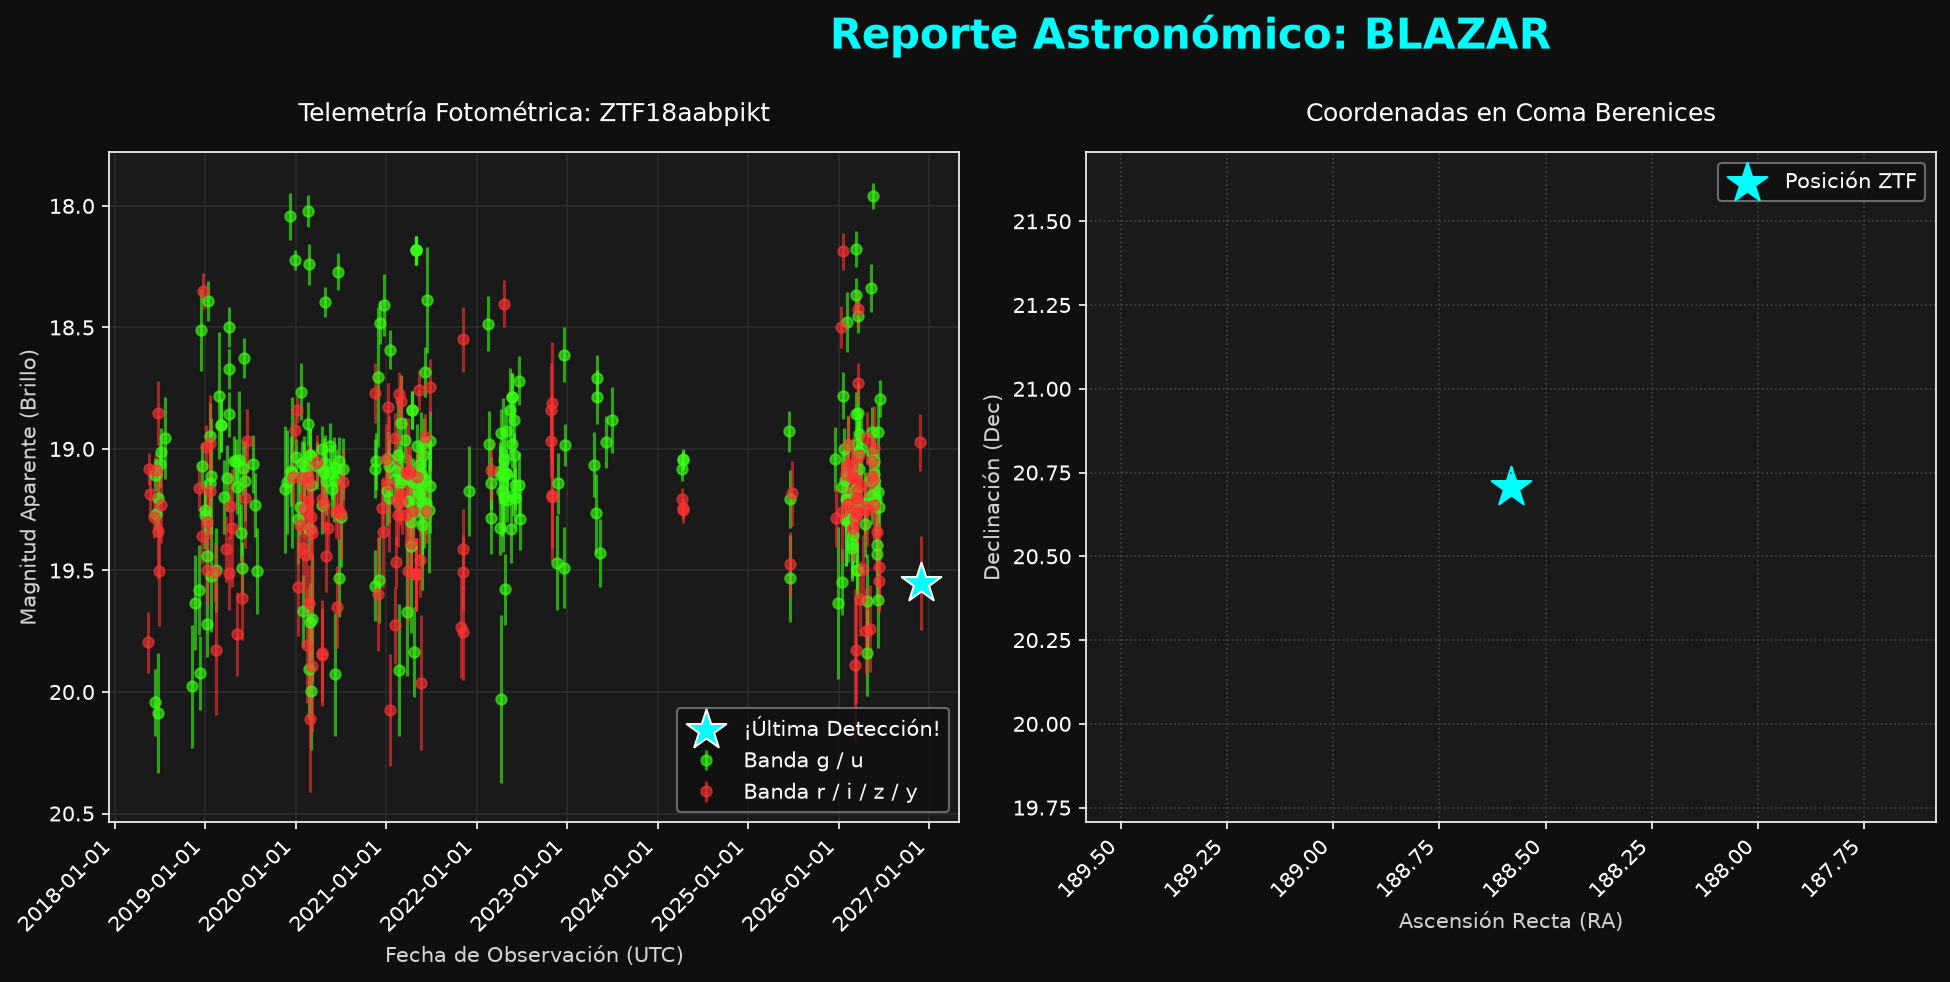 Reporte Astronómico: BLAZAR
Telemetría Fotométrica: ZTF18aabpikt
Magnitud Aparente (Brillo)
18.0
18.5
19.0
19.5
20.0
20.5
¡Última Detección!
Banda g / u
Banda r / i / z / y
2018-01-01
2019-01-01
2020-01-01
2021-01-01
2022-01-01
2023-01-01
2024-01-01
2025-01-01
2026-01-01
2027-01-01
Fecha de Observación (UTC)
Coordenadas en Coma Berenices
Posición ZTF
Declinación (Dec)
21.50
21.25
21.00
20.75
20.50
20.25
20.00
19.75
189.50
189.25
189.00
188.75
188.50
188.25
188.00
187.75
Ascensión Recta (RA)